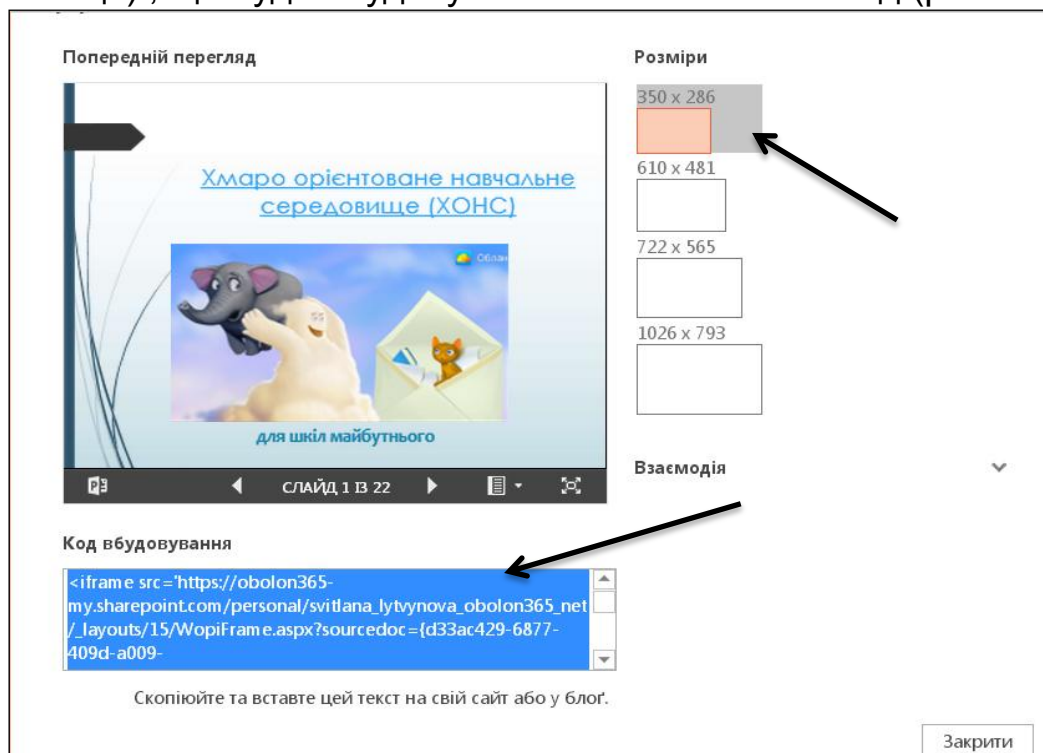 Попередній перегляд
Хмаро орієнтоване навчальне
середовище (ХОНС)
для шкіл майбутнього
СЛАЙД 1 ІЗ 22
Розміри
350 x 286
610 x 481
722 x 565
1026 x 793
Взаємодія
Код вбудовування
<iframe src='https://obolon365-
my.sharepoint.com/personal/svitlana_lytvynova_obolon365_net
/_layouts/15/WopiFrame.aspx?sourcedoc={d33ac429-6877-
409d-a009-
Скопіюйте та вставте цей текст на свій сайт або у блоґ.
Закрити